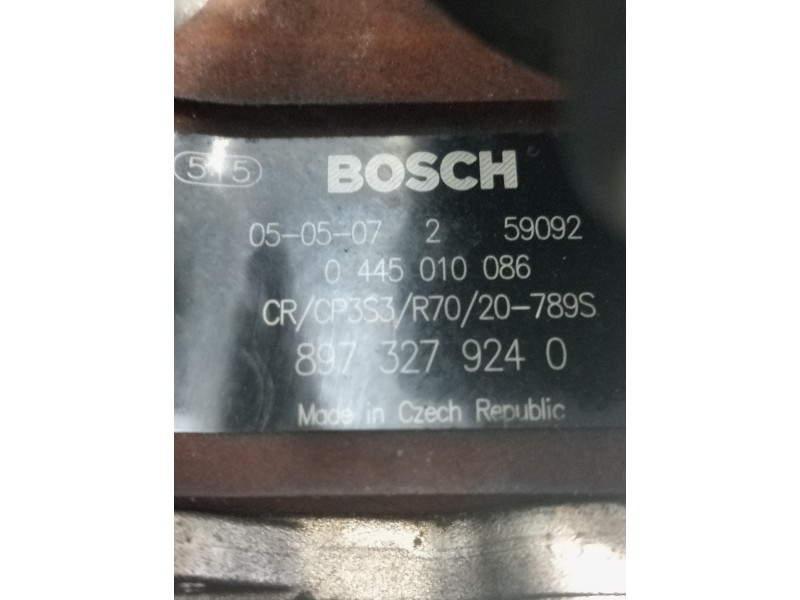 515 BOSCH
05-05-07 2 59092
0 445 010 086
CR/CP3S3/R70/20-789S
897 327 924 0
Made in Czech Republic